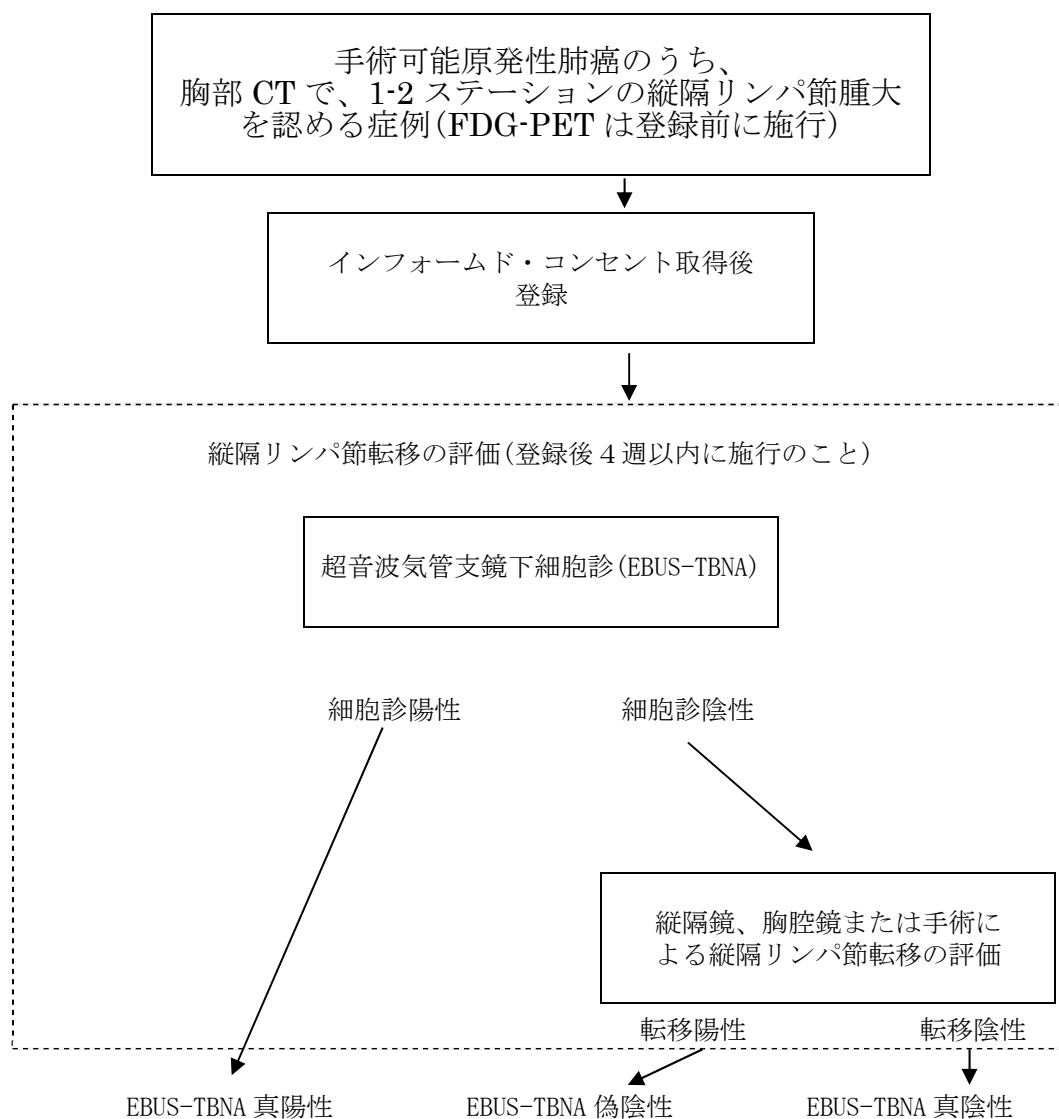 手術可能原発性肺癌のうち、
胸部 CT で、1-2 ステーションの縦隔リンパ節腫大
を認める症例(FDG-PET は登録前に施行)
インフォームド・コンセント取得後
登録
縦隔リンパ節転移の評価(登録後４週以内に施行のこと)
超音波気管支鏡下細胞診(EBUS-TBNA)
細胞診陽性
細胞診陰性
縦隔鏡、胸腔鏡または手術に
よる縦隔リンパ節転移の評価
転移陽性
転移陰性
EBUS-TBNA 真陽性
EBUS-TBNA 偽陰性
EBUS-TBNA 真陰性